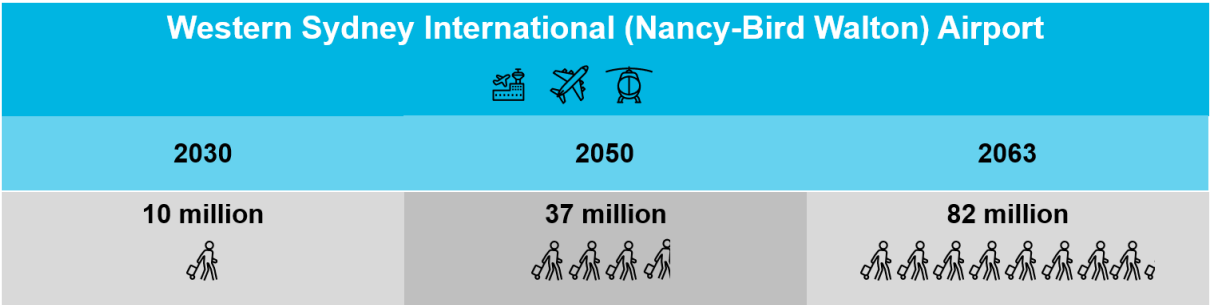 Western Sydney International (Nancy-Bird Walton) Airport
2030 2050 2063
10 million 37 million 82 million